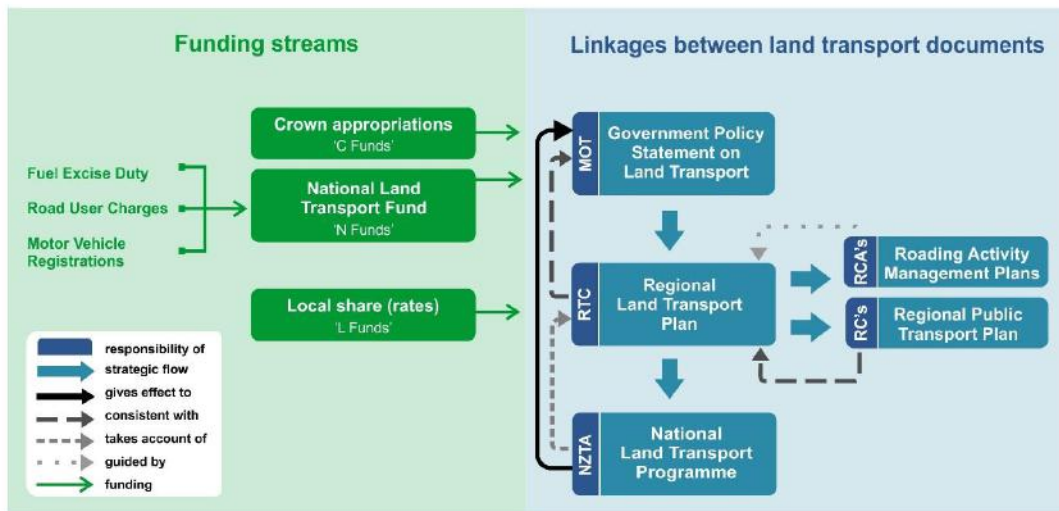 Funding streams
Fuel Excise Duty
Road User Charges
Motor Vehicle
Registrations
Crown appropriations
'C Funds'
National Land
Transport Fund
'N Funds'
Local share (rates)
'L Funds'
responsibility of
strategic flow
gives effect to
consistent with
takes account of
guided by
funding
Linkages between land transport documents
MOT
Government Policy
Statement on
Land Transport
RTC
Regional
Land Transport
Plan
RCA's
Roading Activity
Management Plans
RC's
Regional Public
Transport Plan
NZTA
National
Land Transport
Programme